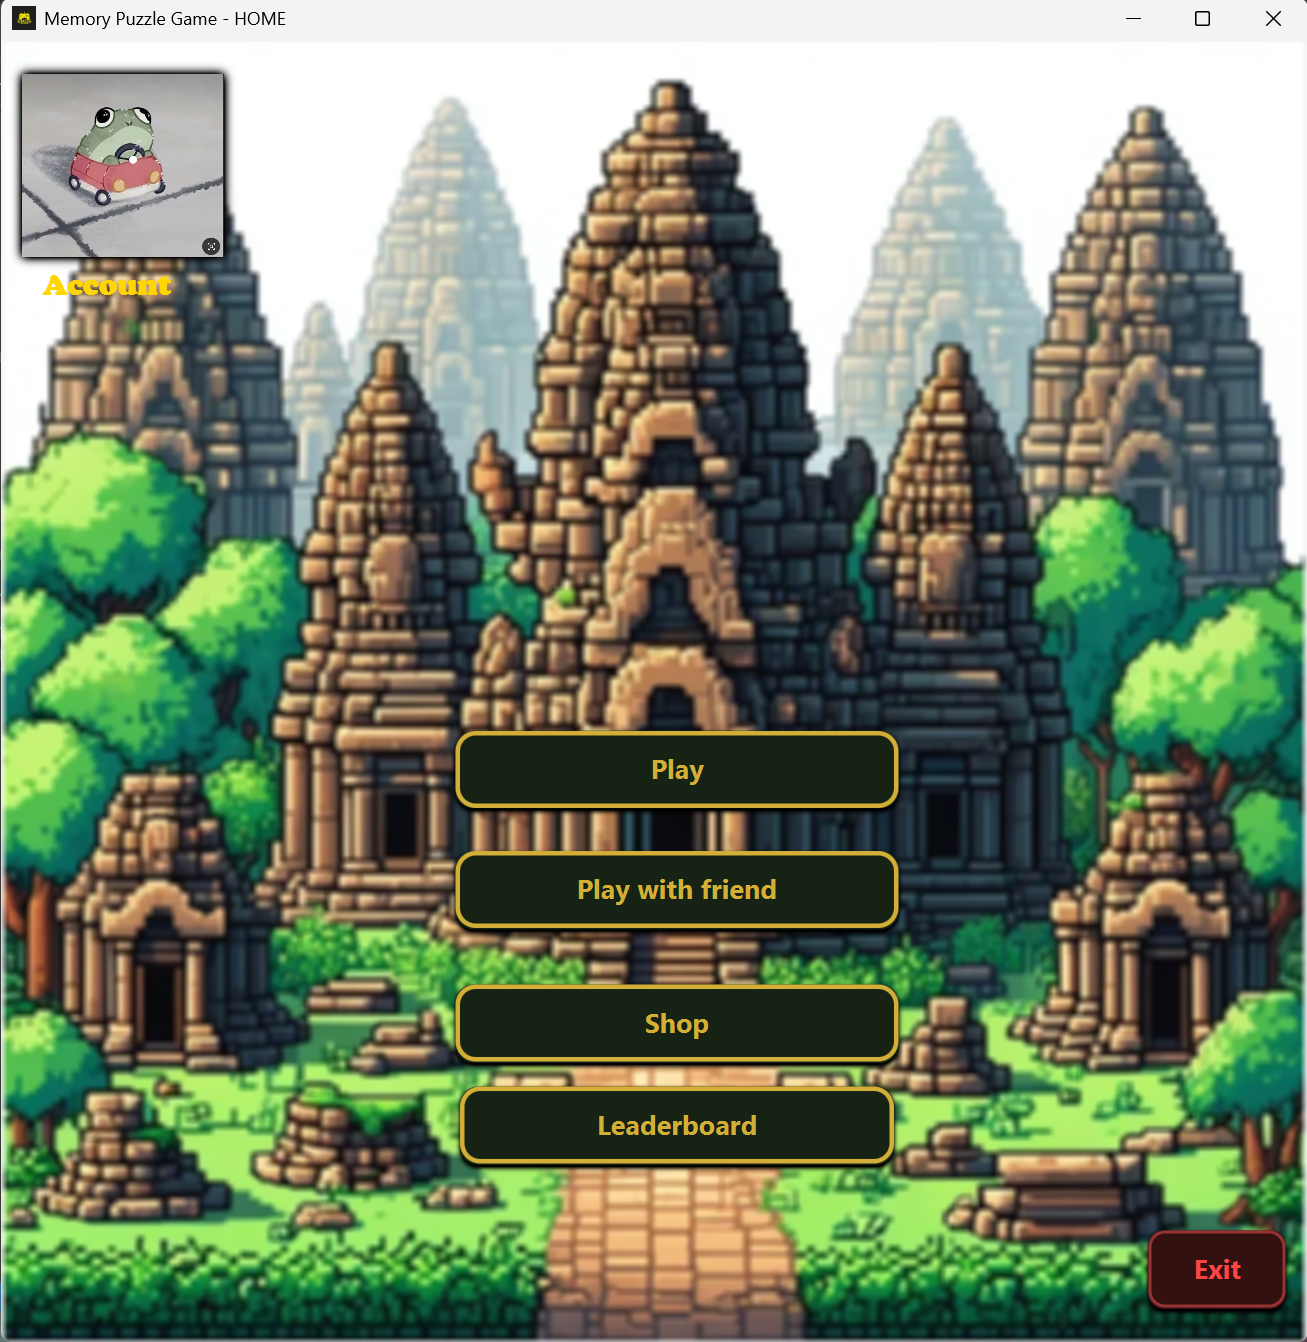 Memory Puzzle Game - HOME
Account
Play
Play with friend
Shop
Leaderboard
Exit